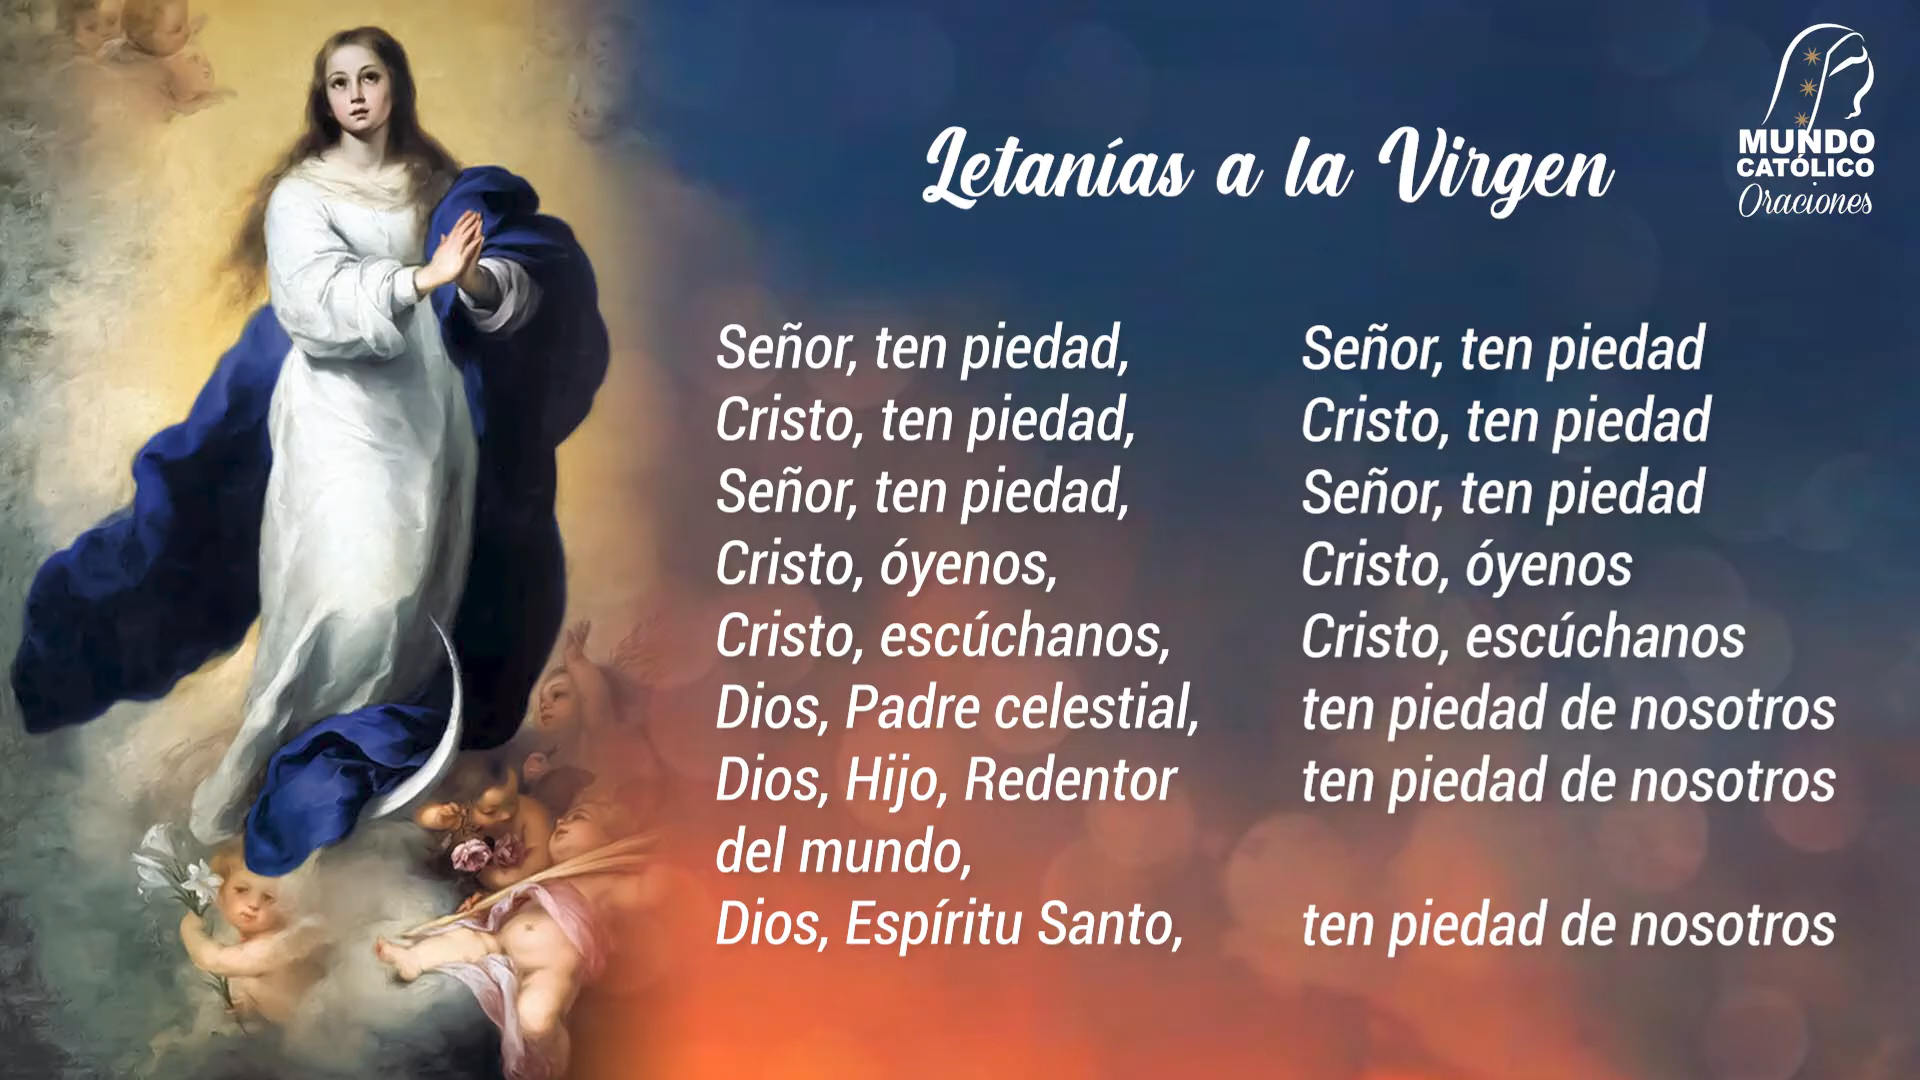 Letanías a la Virgen
MUNDO
CATÓLICO
Oraciones
Señor, ten piedad, Señor, ten piedad
Cristo, ten piedad, Cristo, ten piedad
Señor, ten piedad, Señor, ten piedad
Cristo, óyenos, Cristo, óyenos
Cristo, escúchanos, Cristo, escúchanos
Dios, Padre celestial, ten piedad de nosotros
Dios, Hijo, Redentor ten piedad de nosotros
del mundo,
Dios, Espíritu Santo, ten piedad de nosotros